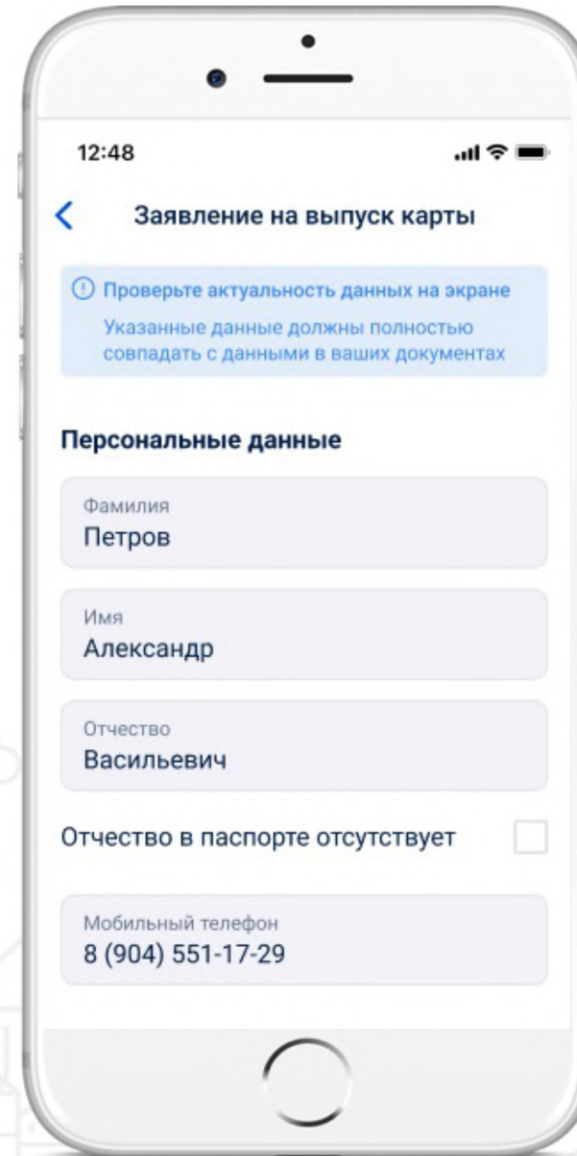 12:48
Заявление на выпуск карты
Проверьте актуальность данных на экране
Указанные данные должны полностью
совпадать с данными в ваших документах
Персональные данные
Фамилия
Петров
Имя
Александр
Отчество
Васильевич
Отчество в паспорте отсутствует
Мобильный телефон
8 (904) 551-17-29